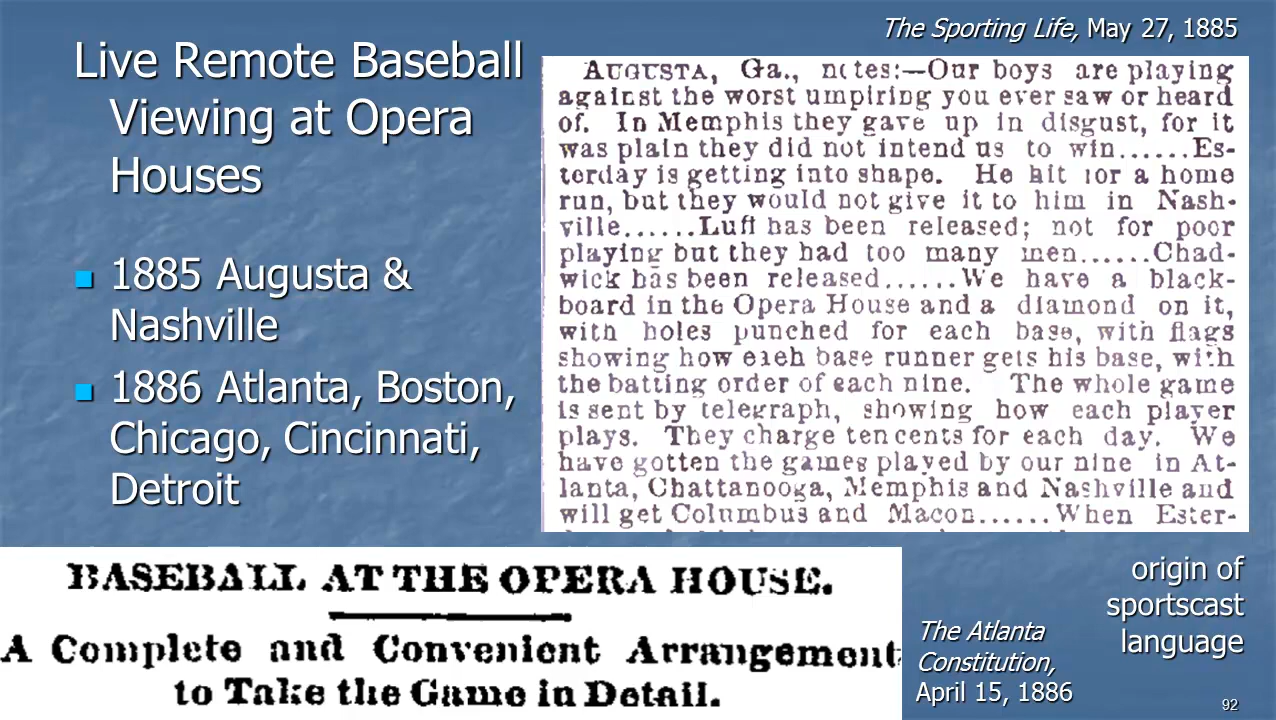 The Sporting Life, May 27, 1885
Live Remote Baseball
Viewing at Opera
Houses
1885 Augusta &
Nashville
1886 Atlanta, Boston,
Chicago, Cincinnati,
Detroit
AUGUSTA, Ga., notes:—Our boys are playing
against the worst umpiring you ever saw or heard
of. In Memphis they gave up in disgust, for it
was plain they did not intend us to win......Es-
terday is getting into shape. He hit for a home
run, but they would not give it to him in Nash-
ville......Luff has been released; not for poor
playing but they had too many men......Chad-
wick has been released......We have a black-
board in the Opera House and a diamond on it,
with holes punched for each base, with flags
showing how each base runner gets his base, with
the batting order of each nine. The whole game
is sent by telegraph, showing how each player
plays. They charge ten cents for each day. We
have gotten the games played by our nine in At-
lanta, Chattanooga, Memphis and Nashville and
will get Columbus and Macon......When Ester-
BASEBALL AT THE OPERA HOUSE.
A Complete and Convenient Arrangement
to Take the Game in Detail.
The Atlanta
Constitution,
April 15, 1886
origin of
sportscast
language
92